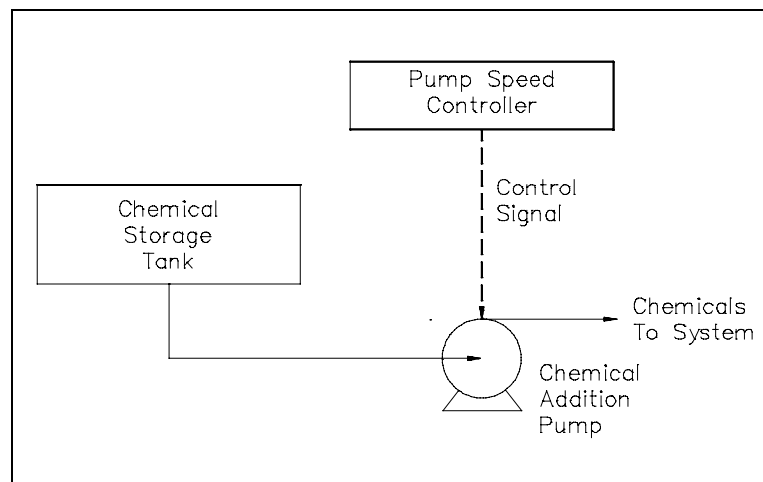 Pump Speed
Controller
Control
Signal
Chemical
Storage
Tank
Chemicals
To System
Chemical
Addition
Pump